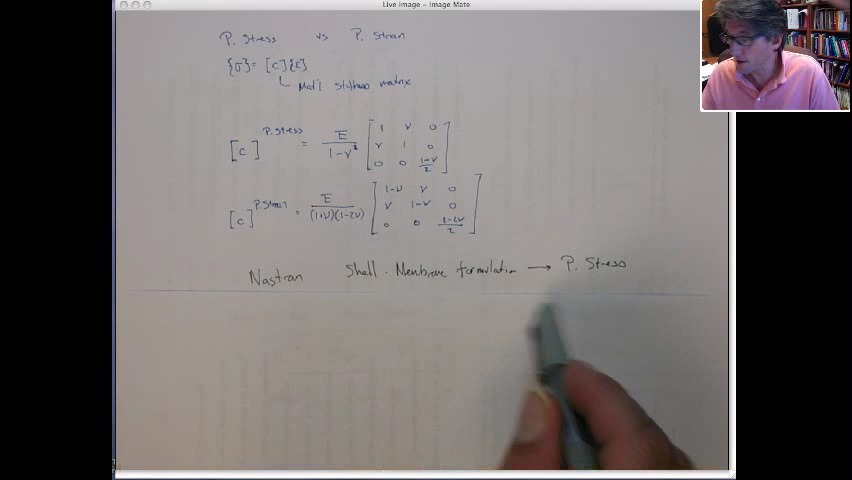 Live Image – Image Mate
P. Stress vs P. Stran
{σ} = [C]{ε}
Mat'l stiffness matrix
[C]^P.Stress = E/(1-ν²) [1 ν 0
ν 1 0
0 0 (1-ν)/2]
[C]^P.Strain = E/((1+ν)(1-2ν)) [1-ν ν 0
ν 1-ν 0
0 0 (1-2ν)/2]
Nastran Shell · Membrane formulation → P. Stress